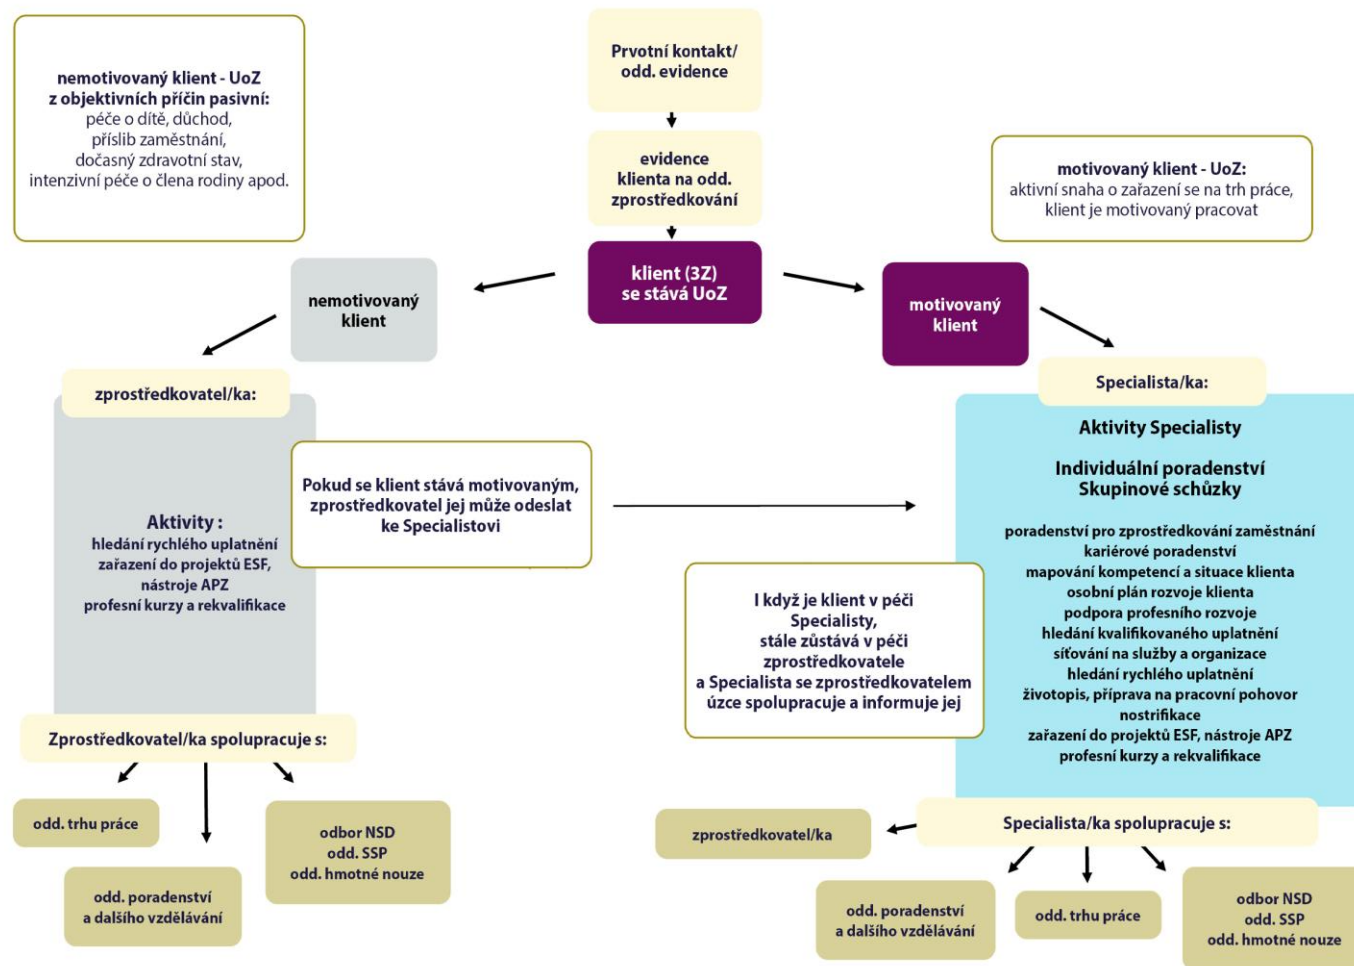 Prvotní kontakt/
odd. evidence
nemotivovaný klient - UoZ
z objektivních příčin pasivní:
péče o dítě, důchod,
příslib zaměstnání,
dočasný zdravotní stav,
intenzivní péče o člena rodiny apod.
evidence
klienta na odd.
zprostředkování
motivovaný klient - UoZ:
aktivní snaha o zařazení se na trh práce,
klient je motivovaný pracovat
klient (3Z)
se stává UoZ
nemotivovaný
klient
motivovaný
klient
zprostředkovatel/ka:
Aktivity :
hledání rychlého uplatnění
zařazení do projektů ESF,
nástroje APZ
profesní kurzy a rekvalifikace
Pokud se klient stává motivovaným,
zprostředkovatel jej může odeslat
ke Specialistovi
Specialista/ka:
Aktivity Specialisty
Individuální poradenství
Skupinové schůzky
poradenství pro zprostředkování zaměstnání
kariérové poradenství
mapování kompetencí a situace klienta
osobní plán rozvoje klienta
podpora profesního rozvoje
hledání kvalifikovaného uplatnění
síťování na služby a organizace
hledání rychlého uplatnění
životopis, příprava na pracovní pohovor
nostrifikace
zařazení do projektů ESF, nástroje APZ
profesní kurzy a rekvalifikace
I když je klient v péči
Specialisty,
stále zůstává v péči
zprostředkovatele
a Specialista se zprostředkovatelem
úzce spolupracuje a informuje jej
Zprostředkovatel/ka spolupracuje s:
odd. trhu práce
odd. poradenství
a dalšího vzdělávání
odbor NSD
odd. SSP
odd. hmotné nouze
Specialista/ka spolupracuje s:
zprostředkovatel/ka
odd. poradenství
a dalšího vzdělávání
odd. trhu práce
odbor NSD
odd. SSP
odd. hmotné nouze